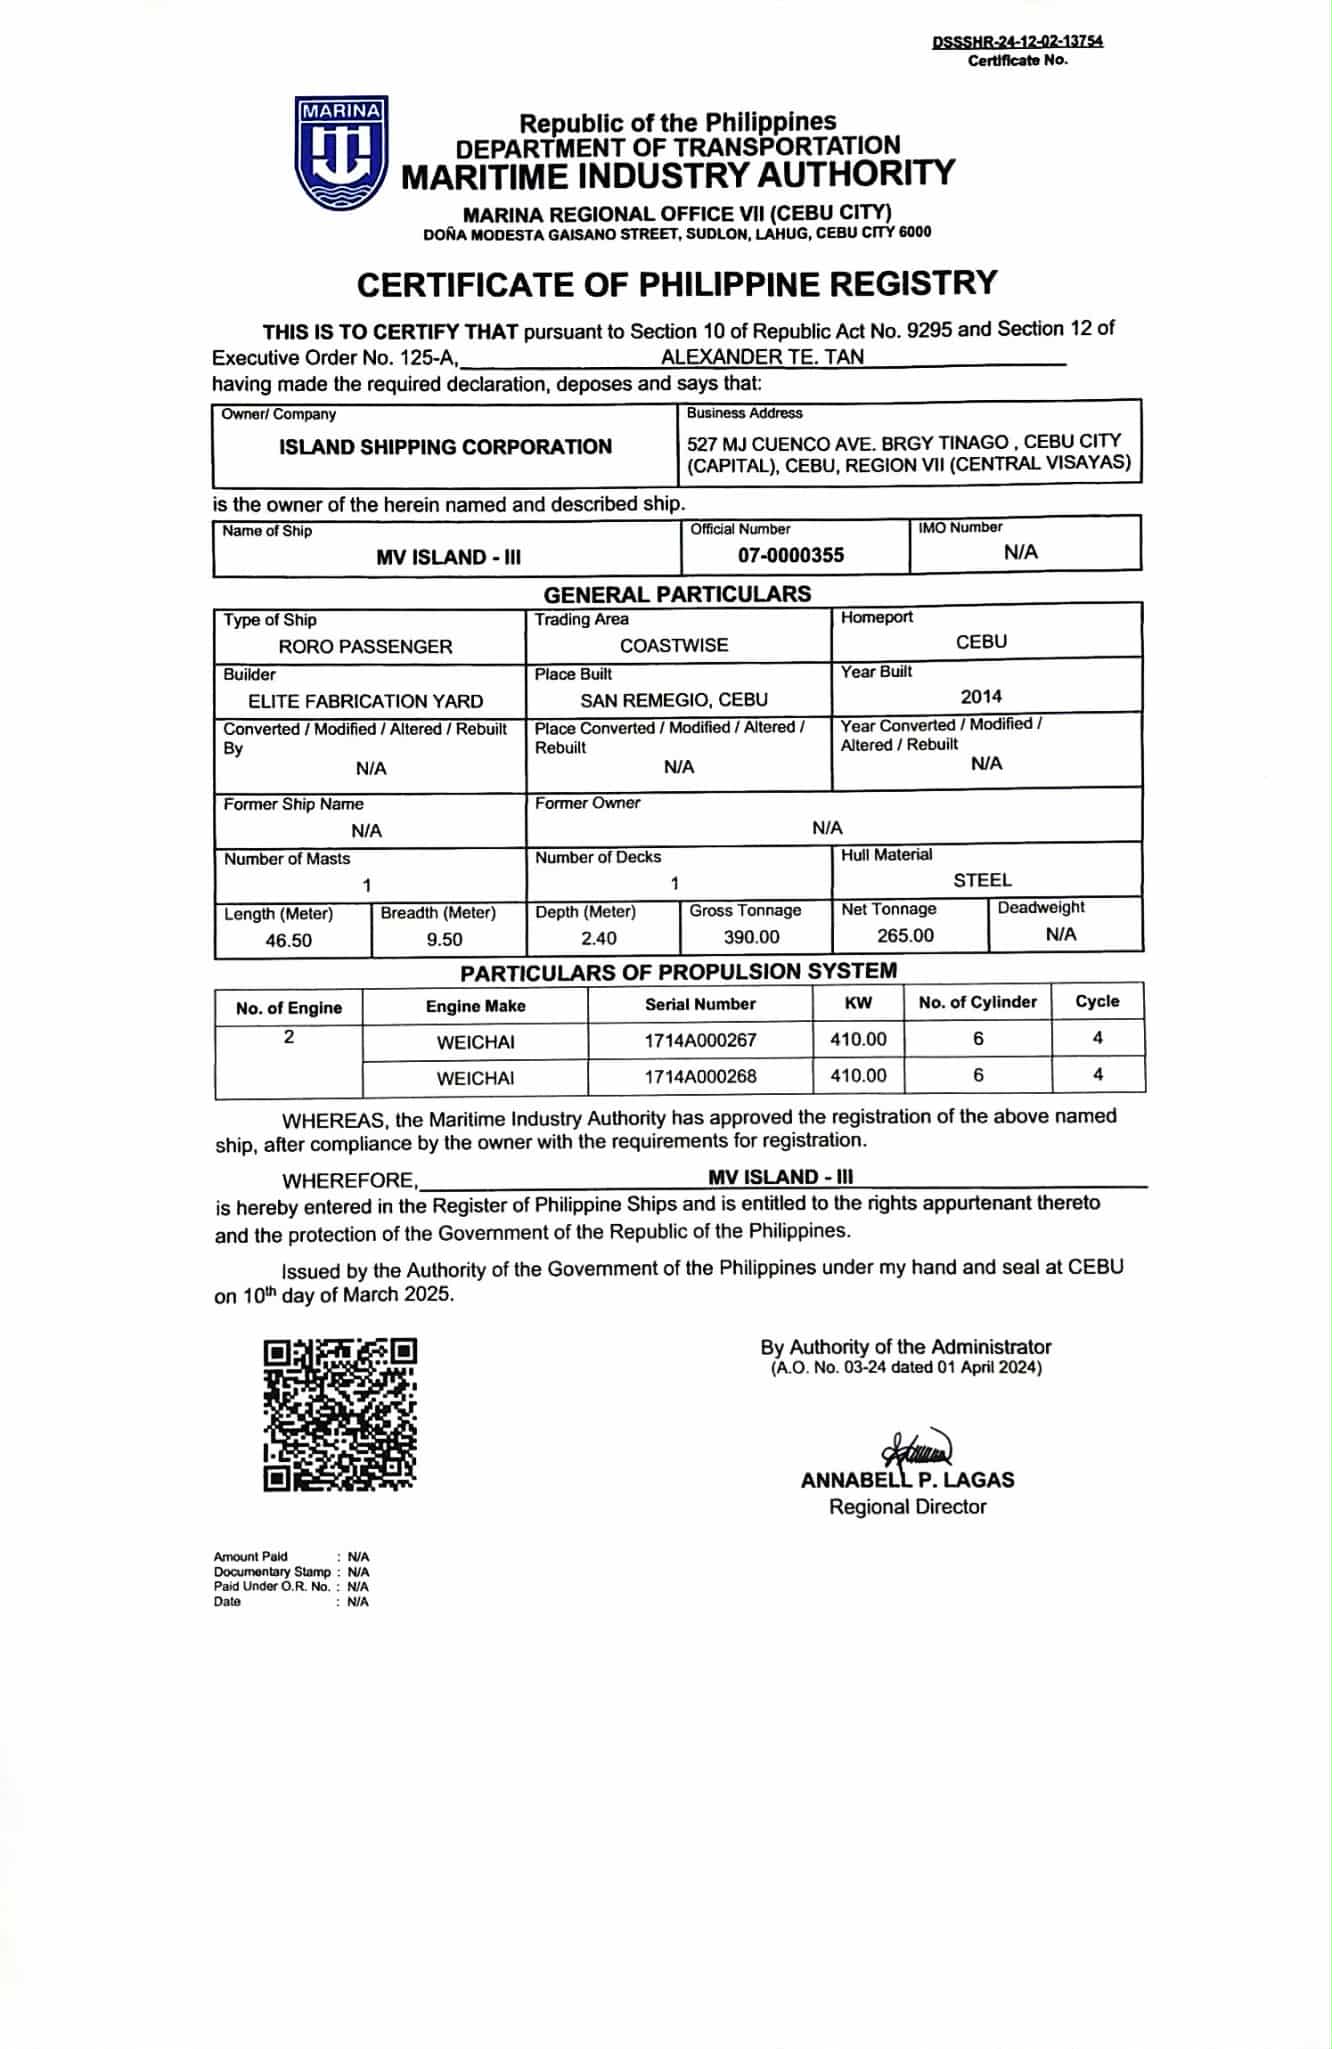 DSSSHR-24-12-02-13754
Certificate No.
MARINA
Republic of the Philippines
DEPARTMENT OF TRANSPORTATION
MARITIME INDUSTRY AUTHORITY
MARINA REGIONAL OFFICE VII (CEBU CITY)
DOÑA MODESTA GAISANO STREET, SUDLON, LAHUG, CEBU CITY 6000
CERTIFICATE OF PHILIPPINE REGISTRY
THIS IS TO CERTIFY THAT pursuant to Section 10 of Republic Act No. 9295 and Section 12 of
Executive Order No. 125-A, ALEXANDER TE. TAN
having made the required declaration, deposes and says that:
Owner/ Company Business Address
ISLAND SHIPPING CORPORATION 527 MJ CUENCO AVE. BRGY TINAGO , CEBU CITY
(CAPITAL), CEBU, REGION VII (CENTRAL VISAYAS)
is the owner of the herein named and described ship.
Name of Ship Official Number IMO Number
MV ISLAND - III 07-0000355 N/A
GENERAL PARTICULARS
Type of Ship Trading Area Homeport
RORO PASSENGER COASTWISE CEBU
Builder Place Built Year Built
ELITE FABRICATION YARD SAN REMEGIO, CEBU 2014
Converted / Modified / Altered / Rebuilt Place Converted / Modified / Altered / Year Converted / Modified /
By Rebuilt Altered / Rebuilt
N/A N/A N/A
Former Ship Name Former Owner
N/A N/A
Number of Masts Number of Decks Hull Material
1 1 STEEL
Length (Meter) Breadth (Meter) Depth (Meter) Gross Tonnage Net Tonnage Deadweight
46.50 9.50 2.40 390.00 265.00 N/A
PARTICULARS OF PROPULSION SYSTEM
No. of Engine Engine Make Serial Number KW No. of Cylinder Cycle
2 WEICHAI 1714A000267 410.00 6 4
WEICHAI 1714A000268 410.00 6 4
WHEREAS, the Maritime Industry Authority has approved the registration of the above named
ship, after compliance by the owner with the requirements for registration.
WHEREFORE, MV ISLAND - III
is hereby entered in the Register of Philippine Ships and is entitled to the rights appurtenant thereto
and the protection of the Government of the Republic of the Philippines.
Issued by the Authority of the Government of the Philippines under my hand and seal at CEBU
on 10th day of March 2025.
By Authority of the Administrator
(A.O. No. 03-24 dated 01 April 2024)
ANNABELL P. LAGAS
Regional Director
Amount Paid : N/A
Documentary Stamp : N/A
Paid Under O.R. No. : N/A
Date : N/A